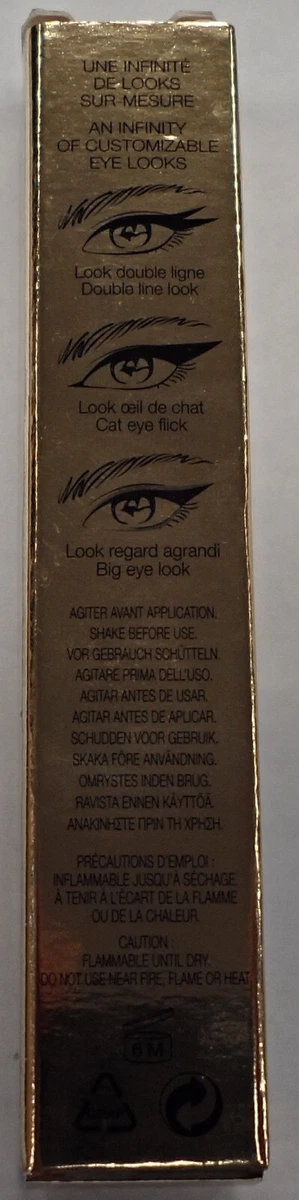 UNE INFINITÉ
DE LOOKS
SUR-MESURE
AN INFINITY
OF CUSTOMIZABLE
EYE LOOKS
Look double ligne
Double line look
Look œil de chat
Cat eye flick
Look regard agrandi
Big eye look
AGITER AVANT APPLICATION.
SHAKE BEFORE USE.
VOR GEBRAUCH SCHÜTTELN.
AGITARE PRIMA DELL'USO.
AGITAR ANTES DE USAR.
AGITAR ANTES DE APLICAR.
SCHUDDEN VOOR GEBRUIK.
SKAKA FÖRE ANVÄNDNING.
OMRYSTES INDEN BRUG.
RAVISTA ENNEN KÄYTTÖÄ.
ΑΝΑΚΙΝΗΣΤΕ ΠΡΙΝ ΤΗ ΧΡΗΣΗ.
PRÉCAUTIONS D'EMPLOI :
INFLAMMABLE JUSQU'À SÉCHAGE.
À TENIR À L'ÉCART DE LA FLAMME
OU DE LA CHALEUR.
CAUTION :
FLAMMABLE UNTIL DRY.
DO NOT USE NEAR FIRE, FLAME OR HEAT
6 M